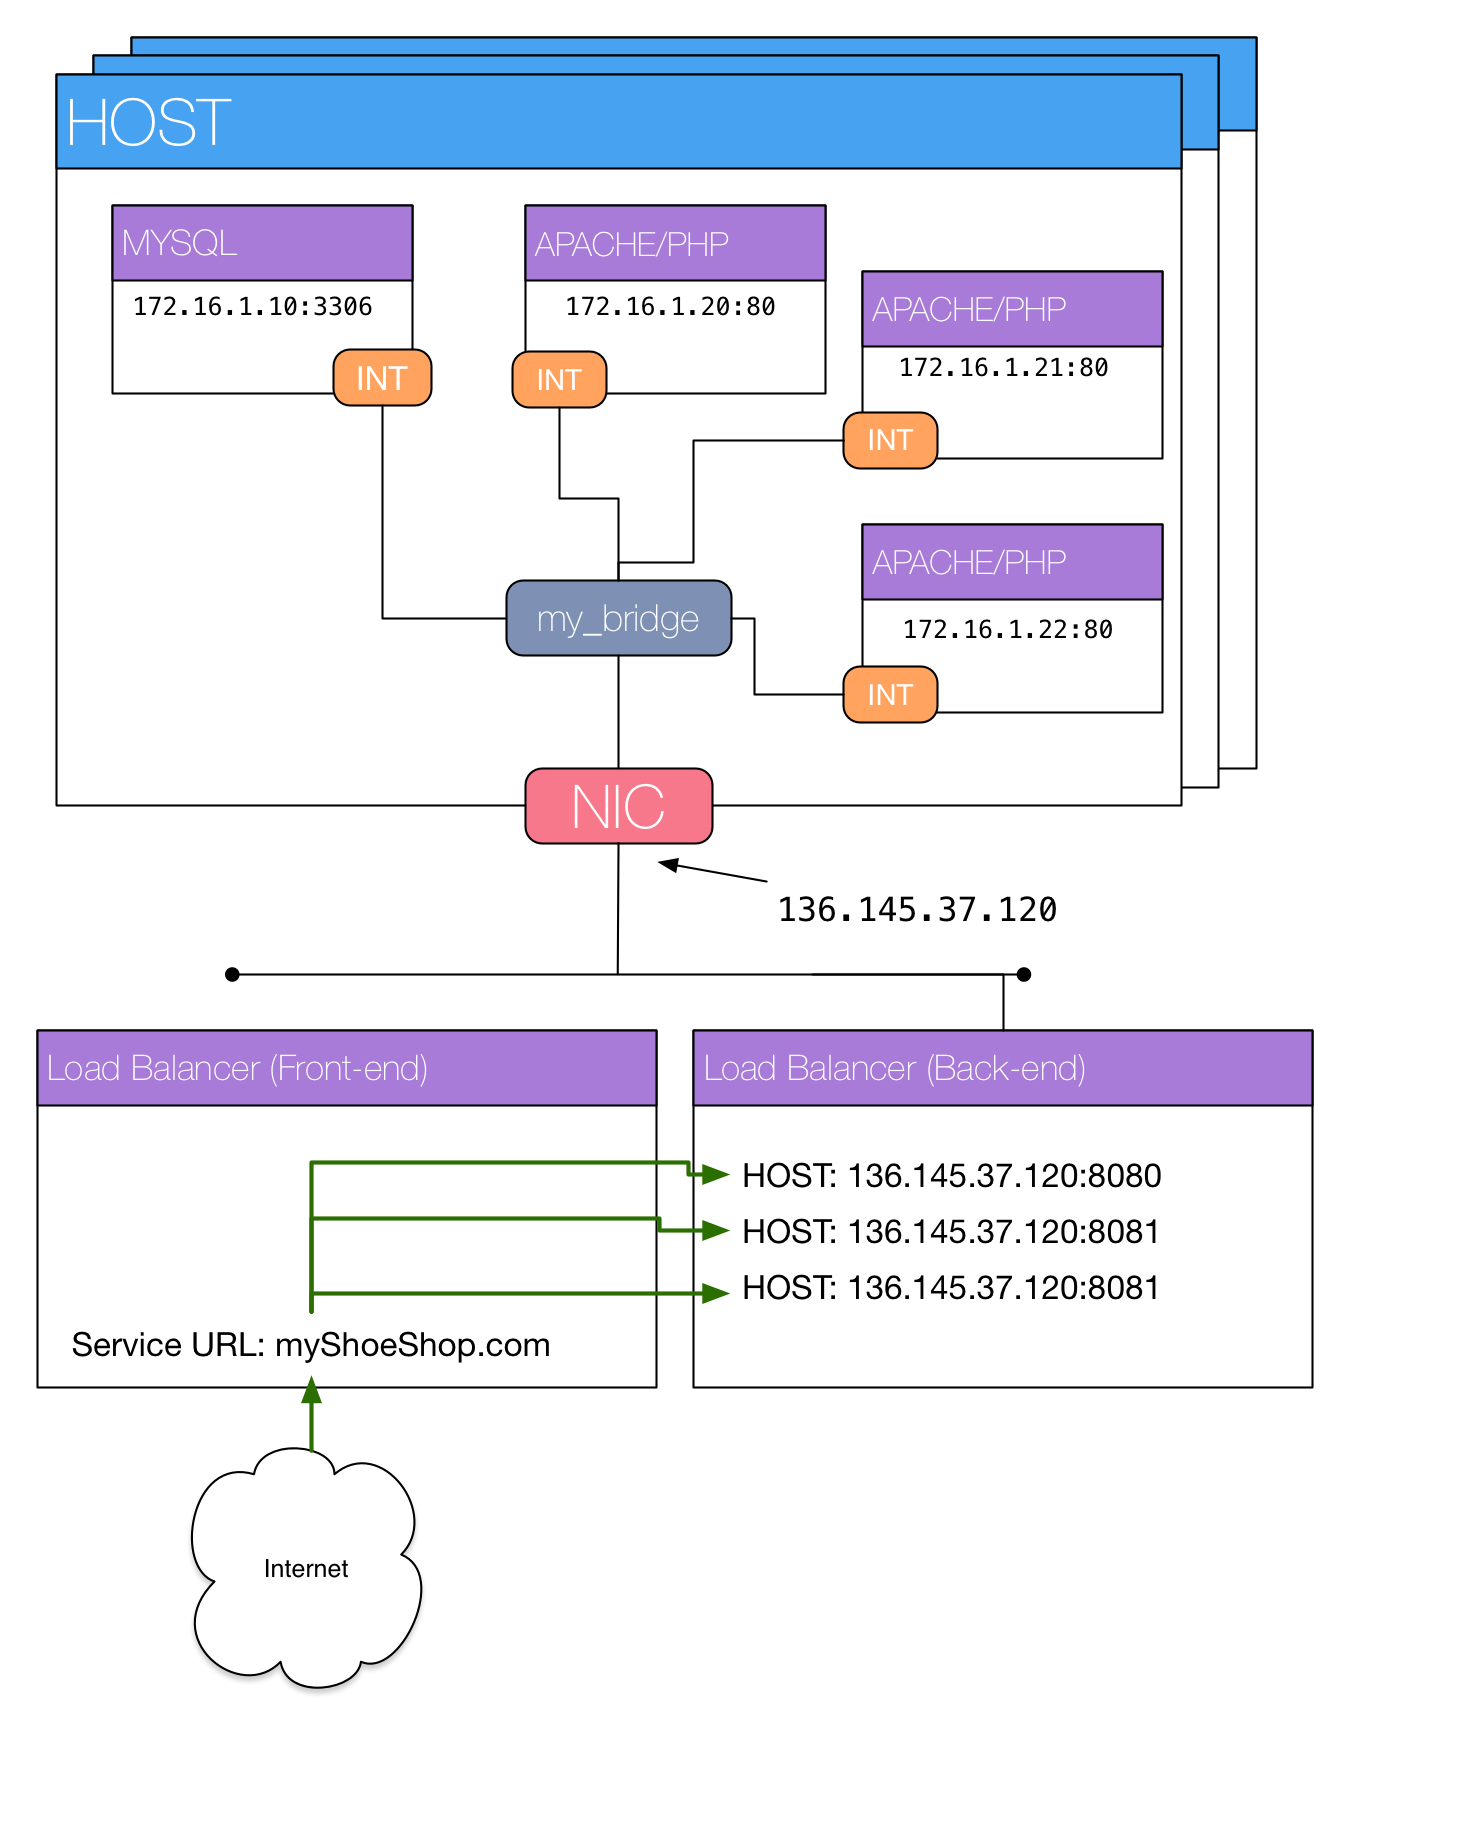 HOST
MYSQL
172.16.1.10:3306
INT
APACHE/PHP
172.16.1.20:80
INT
APACHE/PHP
172.16.1.21:80
INT
my_bridge
APACHE/PHP
172.16.1.22:80
INT
NIC
136.145.37.120
Load Balancer (Front-end)
Service URL: myShoeShop.com
Load Balancer (Back-end)
HOST: 136.145.37.120:8080
HOST: 136.145.37.120:8081
HOST: 136.145.37.120:8081
Internet